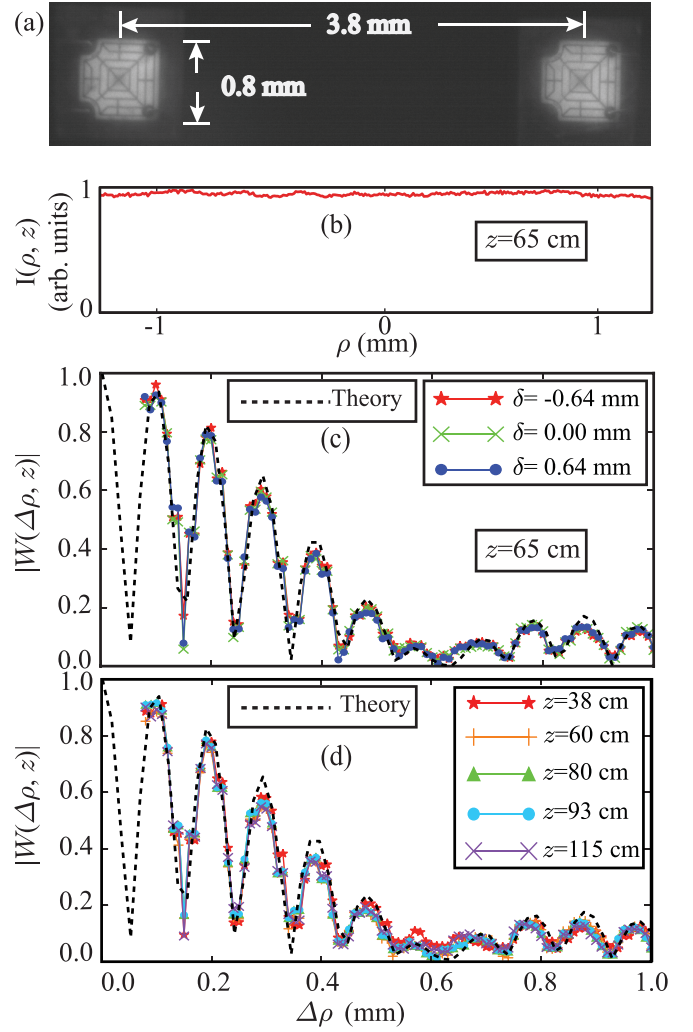 (a)
3.8 mm
0.8 mm
I(ρ, z)
(arb. units)
1
0
(b)
z=65 cm
-1
0
1
ρ (mm)
|W(Δρ, z)|
1.0
0.8
0.6
0.4
0.2
0.0
Theory
(c)
δ= -0.64 mm
δ= 0.00 mm
δ= 0.64 mm
z=65 cm
|W(Δρ, z)|
1.0
0.8
0.6
0.4
0.2
0.0
Theory
(d)
z=38 cm
z=60 cm
z=80 cm
z=93 cm
z=115 cm
0.0 0.2 0.4 0.6 0.8 1.0
Δρ (mm)